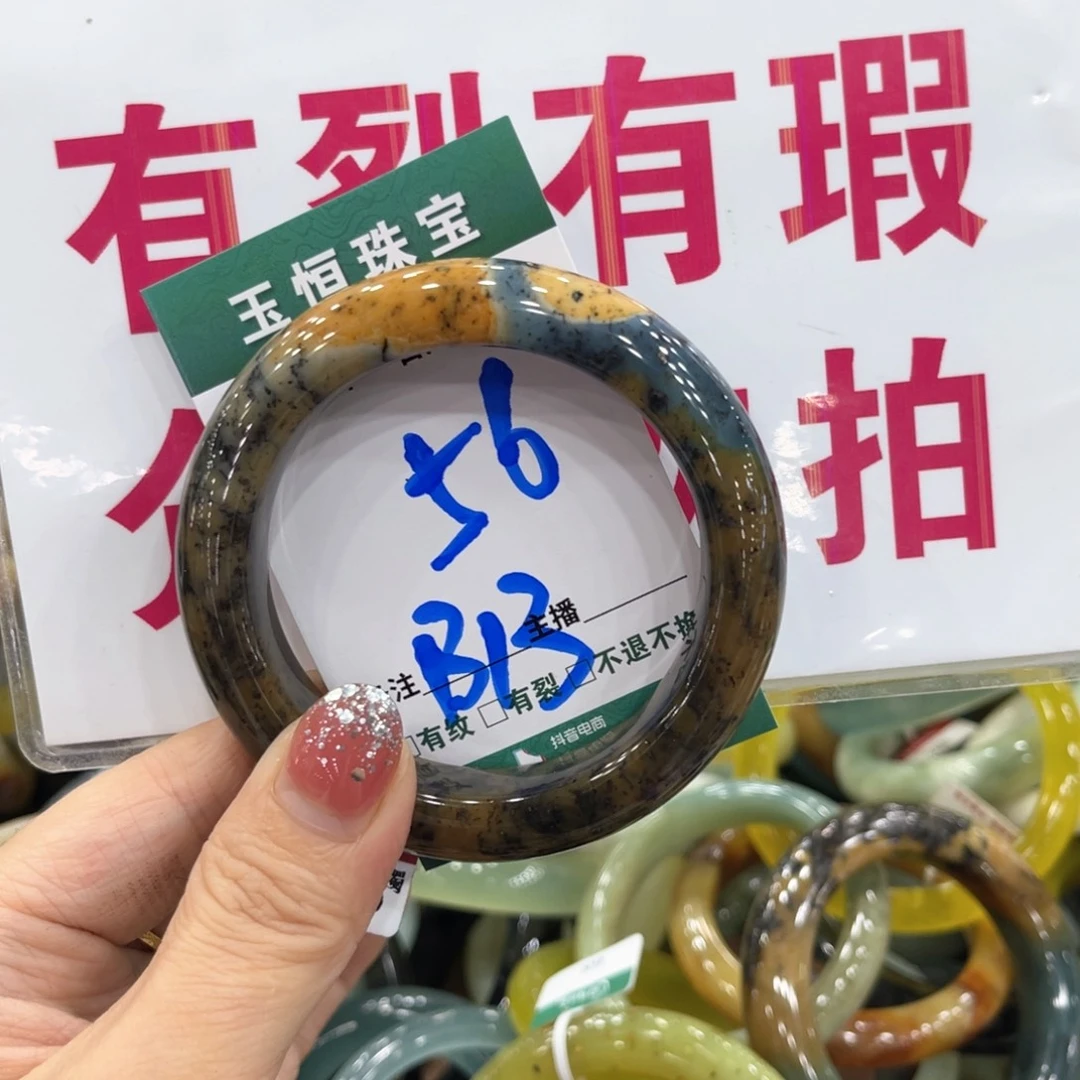 有裂有瑕
拍
玉恒珠宝
56
B13
主播
注
有纹 □有裂 □不退不换
抖音电商